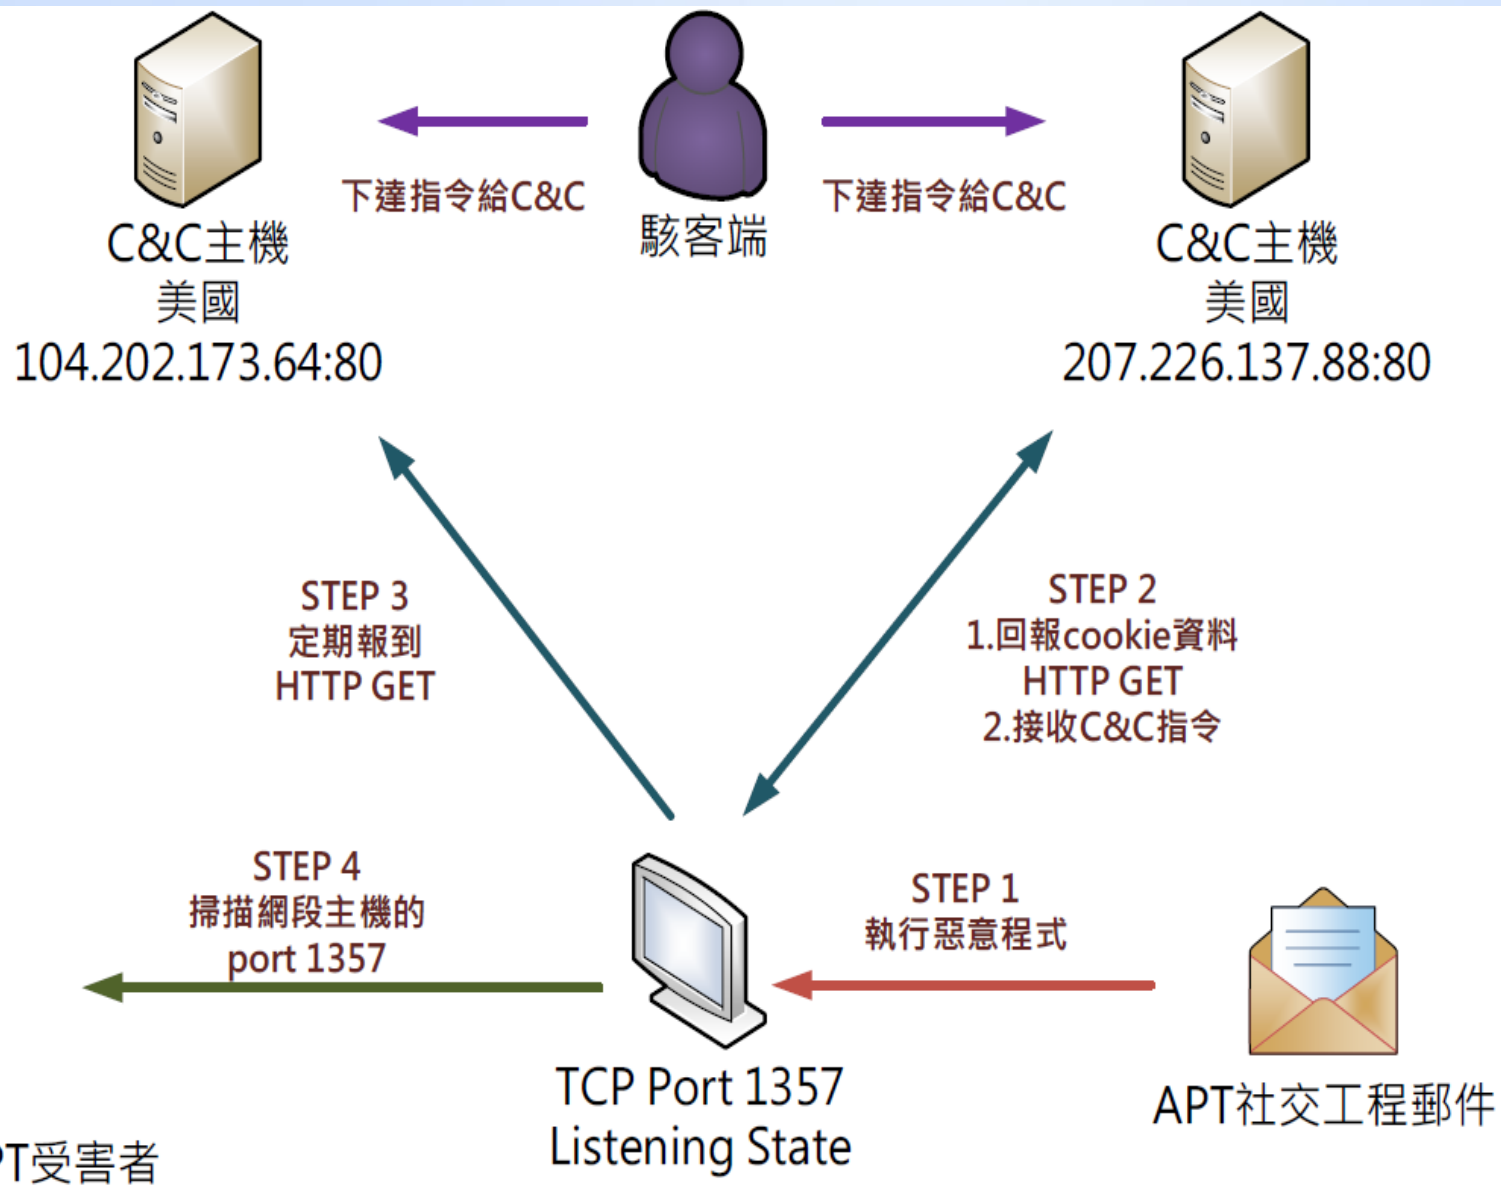 下達指令給C&C
下達指令給C&C
駭客端
C&C主機
美國
104.202.173.64:80
C&C主機
美國
207.226.137.88:80
STEP 3
定期報到
HTTP GET
STEP 2
1.回報cookie資料
HTTP GET
2.接收C&C指令
STEP 4
掃描網段主機的
port 1357
STEP 1
執行惡意程式
TCP Port 1357
Listening State
APT社交工程郵件
PT受害者